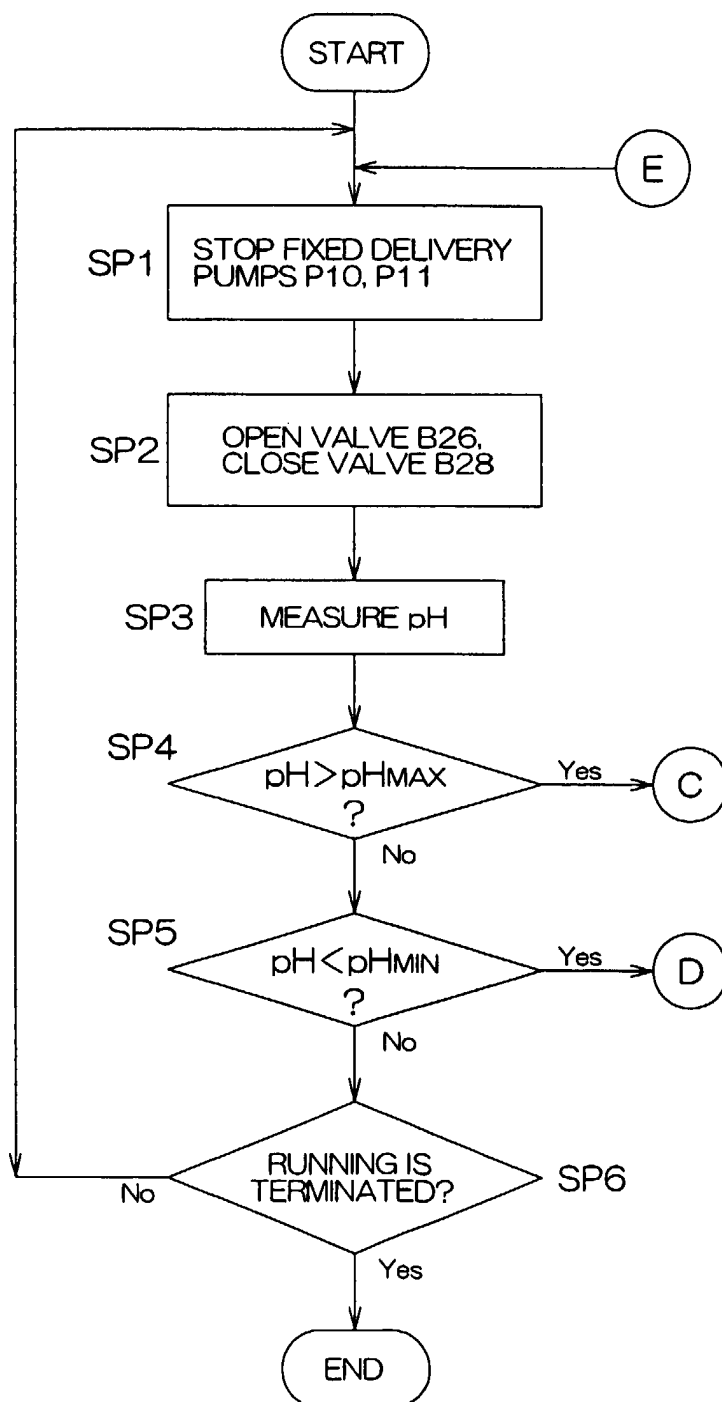 START
E
SP1
STOP FIXED DELIVERY
PUMPS P10, P11
SP2
OPEN VALVE B26,
CLOSE VALVE B28
SP3
MEASURE pH
SP4
pH>pHMAX
?
Yes
C
No
SP5
pH<pHMIN
?
Yes
D
No
RUNNING IS
TERMINATED?
SP6
No
Yes
END